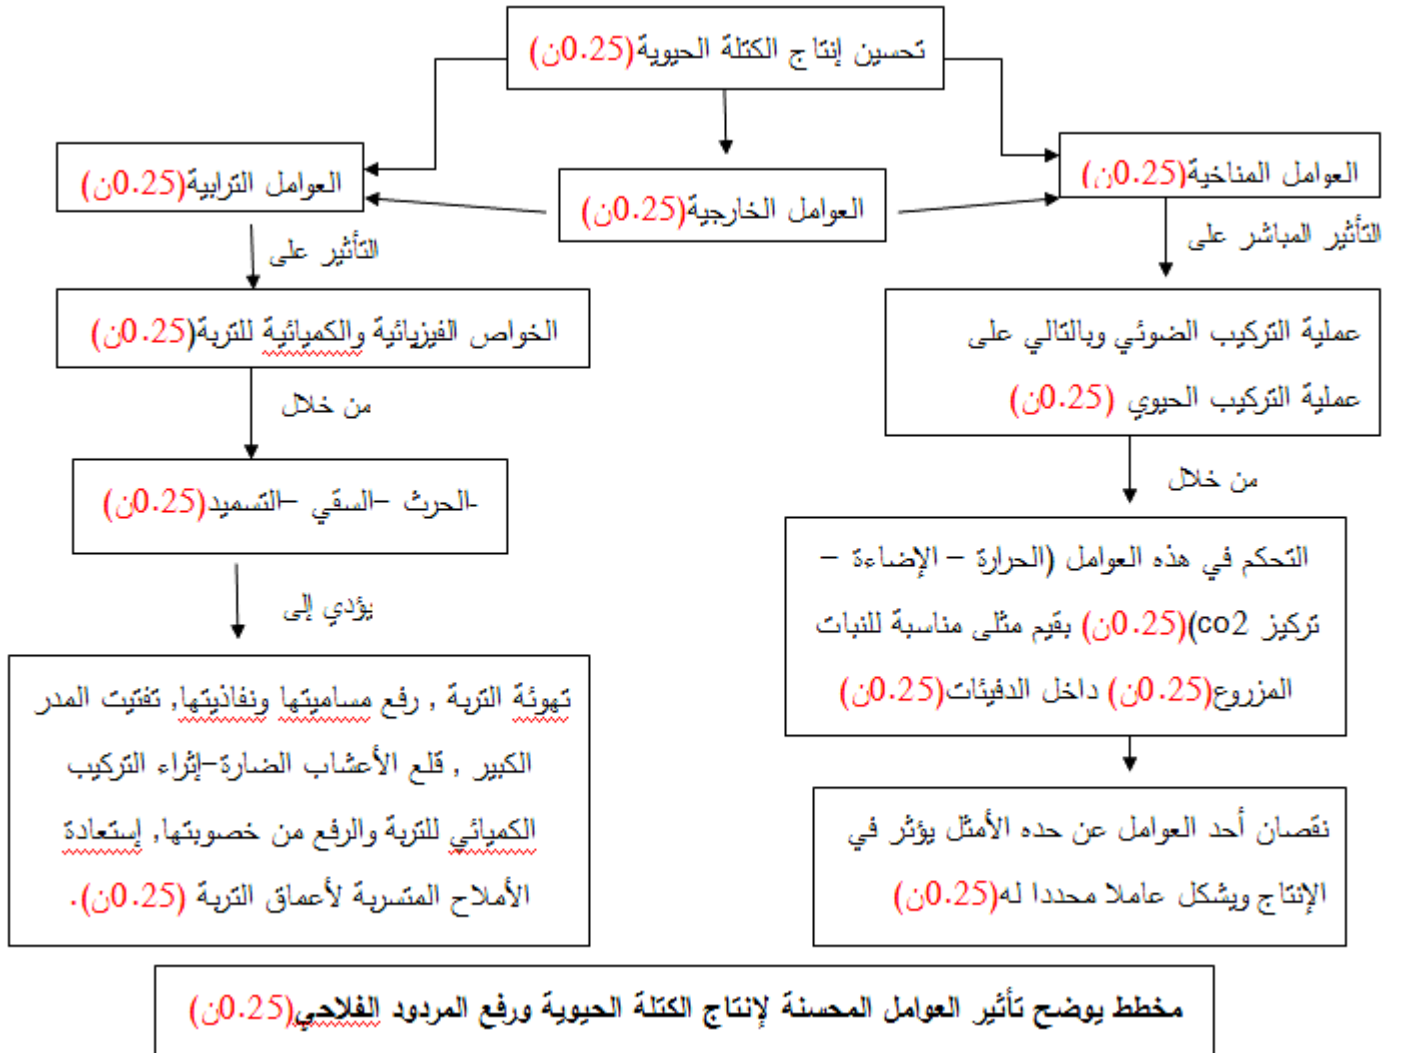 تحسين إنتاج الكتلة الحيوية(0.25ن)
العوامل المناخية(0.25ن)
العوامل الخارجية(0.25ن)
العوامل الترابية(0.25ن)
التأثير المباشر على
عملية التركيب الضوئي وبالتالي على
عملية التركيب الحيوي (0.25ن)
من خلال
التحكم في هذه العوامل (الحرارة – الإضاءة –
تركيز co2)(0.25ن) بقيم مثلى مناسبة للنبات
المزروع(0.25ن) داخل الدفيئات(0.25ن)
نقصان أحد العوامل عن حده الأمثل يؤثر في
الإنتاج ويشكل عاملا محددا له(0.25ن)
التأثير على
الخواص الفيزيائية والكميائية للتربة(0.25ن)
من خلال
-الحرث –السقي –التسميد(0.25ن)
يؤدي إلى
تهوئة التربة , رفع مساميتها ونفاذيتها, تفتيت المدر
الكبير , قلع الأعشاب الضارة–إثراء التركيب
الكميائي للتربة والرفع من خصوبتها, إستعادة
الأملاح المتسربة لأعماق التربة (0.25ن).
مخطط يوضح تأثير العوامل المحسنة لإنتاج الكتلة الحيوية ورفع المردود الفلاحي(0.25ن)